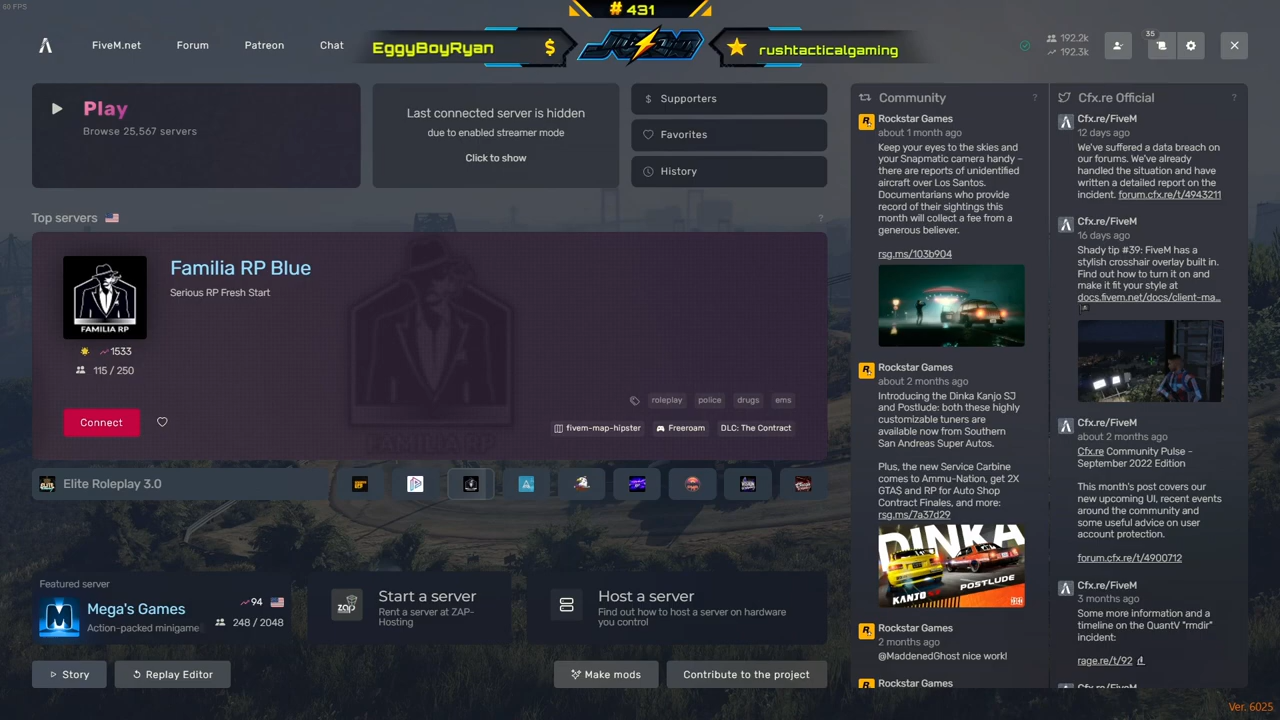 60 FPS
# 431
FiveM.net
Forum
Patreon
Chat
EggyBoyRyan
$
rushtacticalgaming
192.2k
192.3k
35
Play
Browse 25,567 servers
Last connected server is hidden
due to enabled streamer mode
Click to show
Supporters
Favorites
History
Top servers
?
Familia RP Blue
Serious RP Fresh Start
FAMILIA RP
1533
115 / 250
Connect
roleplay
police
drugs
ems
fivem-map-hipster
Freeroam
DLC: The Contract
Elite Roleplay 3.0
Featured server
Mega's Games
Action-packed minigame
94
248 / 2048
ZAP
Start a server
Rent a server at ZAP-
Hosting
Host a server
Find out how to host a server on hardware
you control
Story
Replay Editor
Make mods
Contribute to the project
Community
?
Rockstar Games
about 1 month ago
Keep your eyes to the skies and
your Snapmatic camera handy –
there are reports of unidentified
aircraft over Los Santos.
Documentarians who provide
record of their sightings this
month will collect a fee from a
generous believer.
rsg.ms/103b904
Rockstar Games
about 2 months ago
Introducing the Dinka Kanjo SJ
and Postlude: both these highly
customizable tuners are
available now from Southern
San Andreas Super Autos.
Plus, the new Service Carbine
comes to Ammu-Nation, get 2X
GTA$ and RP for Auto Shop
Contract Finales, and more:
rsg.ms/7a37d29
DINKA
KANJO
POSTLUDE
Rockstar Games
2 months ago
@MaddenedGhost nice work!
Rockstar Games
Cfx.re Official
?
Cfx.re/FiveM
12 days ago
We've suffered a data breach on
our forums. We've already
handled the situation and have
written a detailed report on the
incident. forum.cfx.re/t/4943211
Cfx.re/FiveM
16 days ago
Shady tip #39: FiveM has a
stylish crosshair overlay built in.
Find out how to turn it on and
make it fit your style at
docs.fivem.net/docs/client-ma…
Cfx.re/FiveM
about 2 months ago
Cfx.re Community Pulse -
September 2022 Edition
This month's post covers our
new upcoming UI, recent events
around the community and
some useful advice on user
account protection.
forum.cfx.re/t/4900712
Cfx.re/FiveM
3 months ago
Some more information and a
timeline on the QuantV "rmdir"
incident:
rage.re/t/92
Cfx.re/FiveM
Ver. 6025